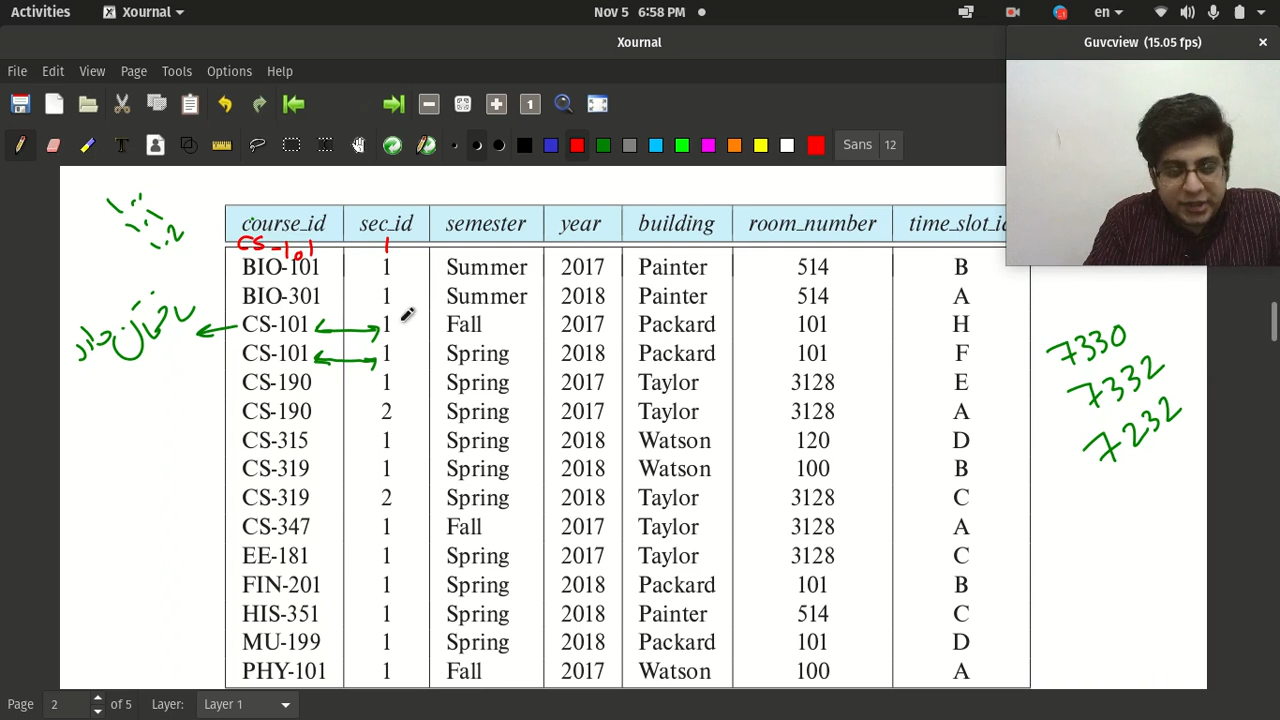 Activities Xournal Nov 5 6:58 PM en
Xournal
Guvcview (15.05 fps)
File Edit View Page Tools Options Help
Sans 12
course_id sec_id semester year building room_number time_slot_id
CS-101 1
BIO-101 1 Summer 2017 Painter 514 B
BIO-301 1 Summer 2018 Painter 514 A
CS-101 1 Fall 2017 Packard 101 H
CS-101 1 Spring 2018 Packard 101 F
CS-190 1 Spring 2017 Taylor 3128 E
CS-190 2 Spring 2017 Taylor 3128 A
CS-315 1 Spring 2018 Watson 120 D
CS-319 1 Spring 2018 Watson 100 B
CS-319 2 Spring 2018 Taylor 3128 C
CS-347 1 Fall 2017 Taylor 3128 A
EE-181 1 Spring 2017 Taylor 3128 C
FIN-201 1 Spring 2018 Packard 101 B
HIS-351 1 Spring 2018 Painter 514 C
MU-199 1 Spring 2018 Packard 101 D
PHY-101 1 Fall 2017 Watson 100 A
7330
7332
7232
Page 2 of 5 Layer: Layer 1